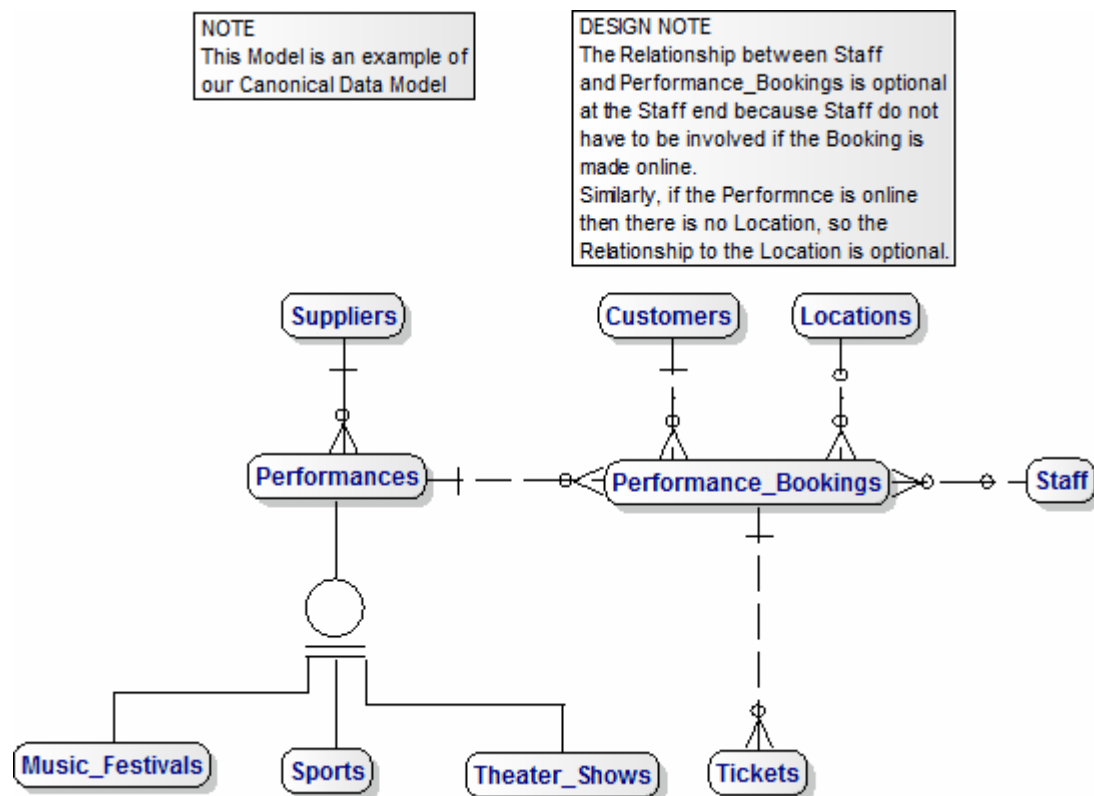 NOTE
This Model is an example of
our Canonical Data Model
DESIGN NOTE
The Relationship between Staff
and Performance_Bookings is optional
at the Staff end because Staff do not
have to be involved if the Booking is
made online.
Similarly, if the Performnce is online
then there is no Location, so the
Relationship to the Location is optional.
Suppliers
Customers
Locations
Performances
Performance_Bookings
Staff
Music_Festivals
Sports
Theater_Shows
Tickets